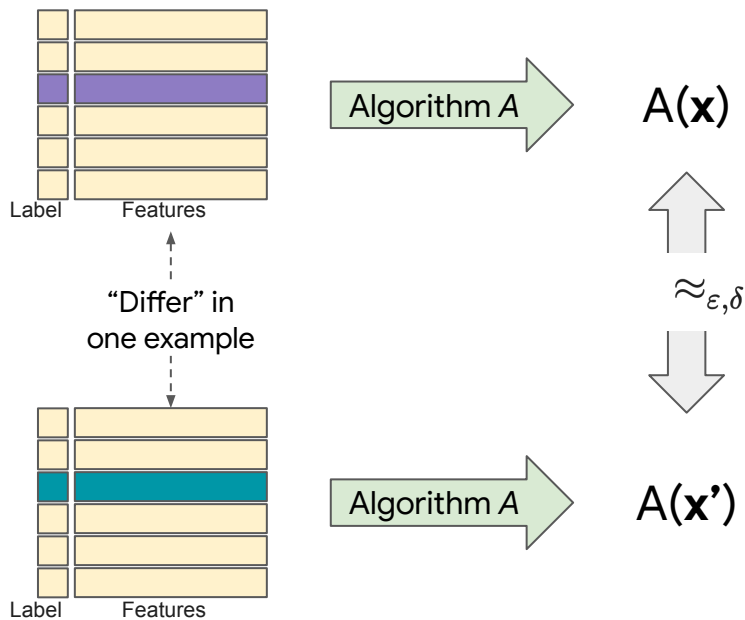 Algorithm A
A(x)
Label Features
“Differ” in
one example
≈ε,δ
Algorithm A
A(x’)
Label Features